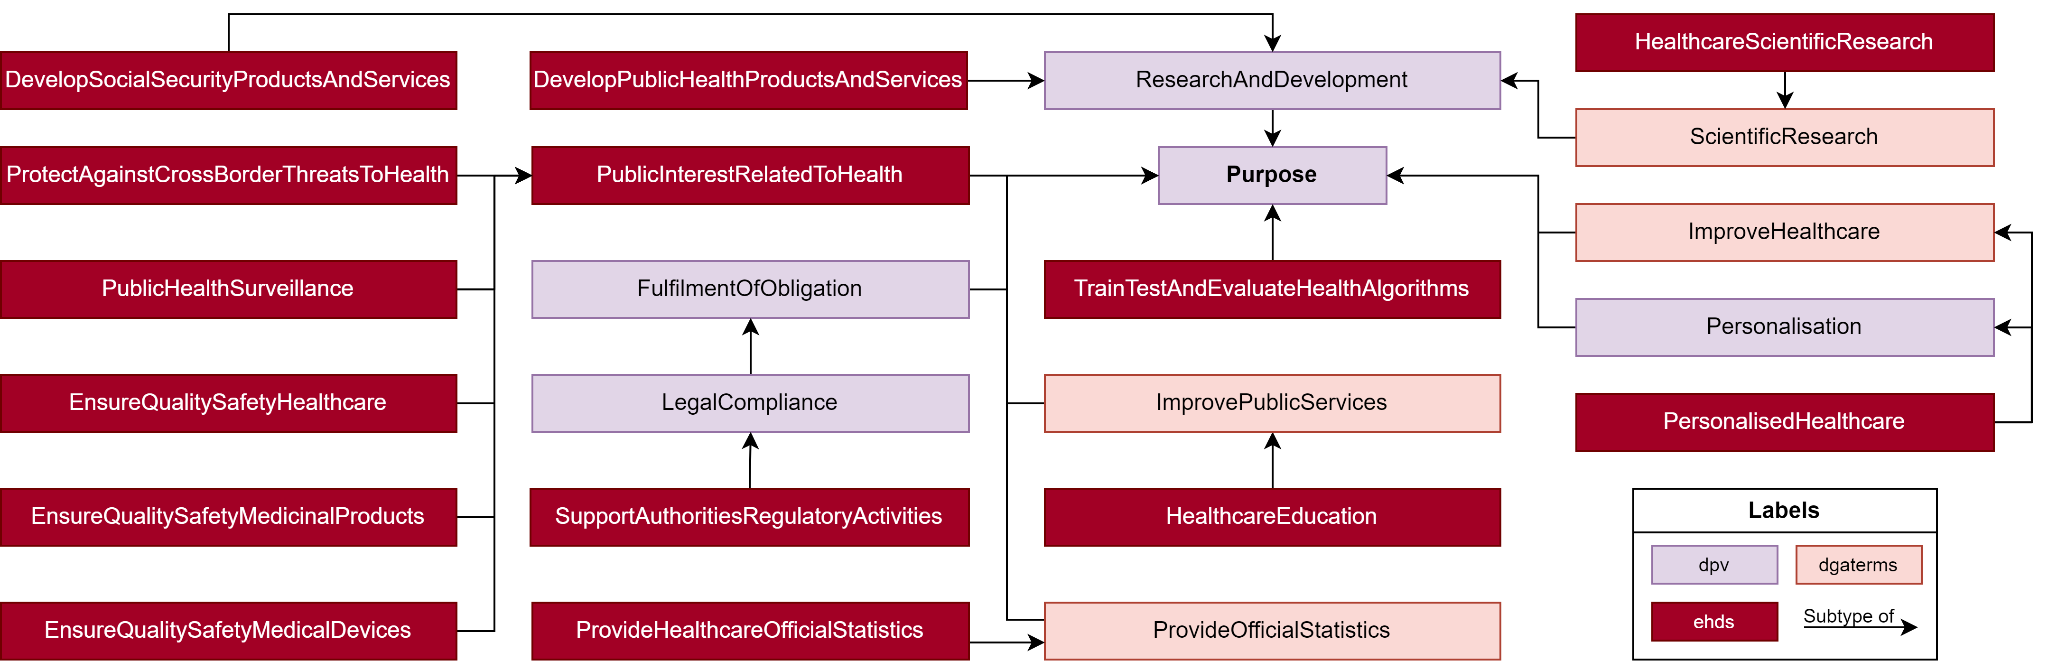 HealthcareScientificResearch
DevelopSocialSecurityProductsAndServices
DevelopPublicHealthProductsAndServices
ResearchAndDevelopment
ScientificResearch
ProtectAgainstCrossBorderThreatsToHealth
PublicInterestRelatedToHealth
Purpose
ImproveHealthcare
PublicHealthSurveillance
FulfilmentOfObligation
TrainTestAndEvaluateHealthAlgorithms
Personalisation
EnsureQualitySafetyHealthcare
LegalCompliance
ImprovePublicServices
PersonalisedHealthcare
EnsureQualitySafetyMedicinalProducts
SupportAuthoritiesRegulatoryActivities
HealthcareEducation
EnsureQualitySafetyMedicalDevices
ProvideHealthcareOfficialStatistics
ProvideOfficialStatistics
Labels
dpv
dgaterms
ehds
Subtype of